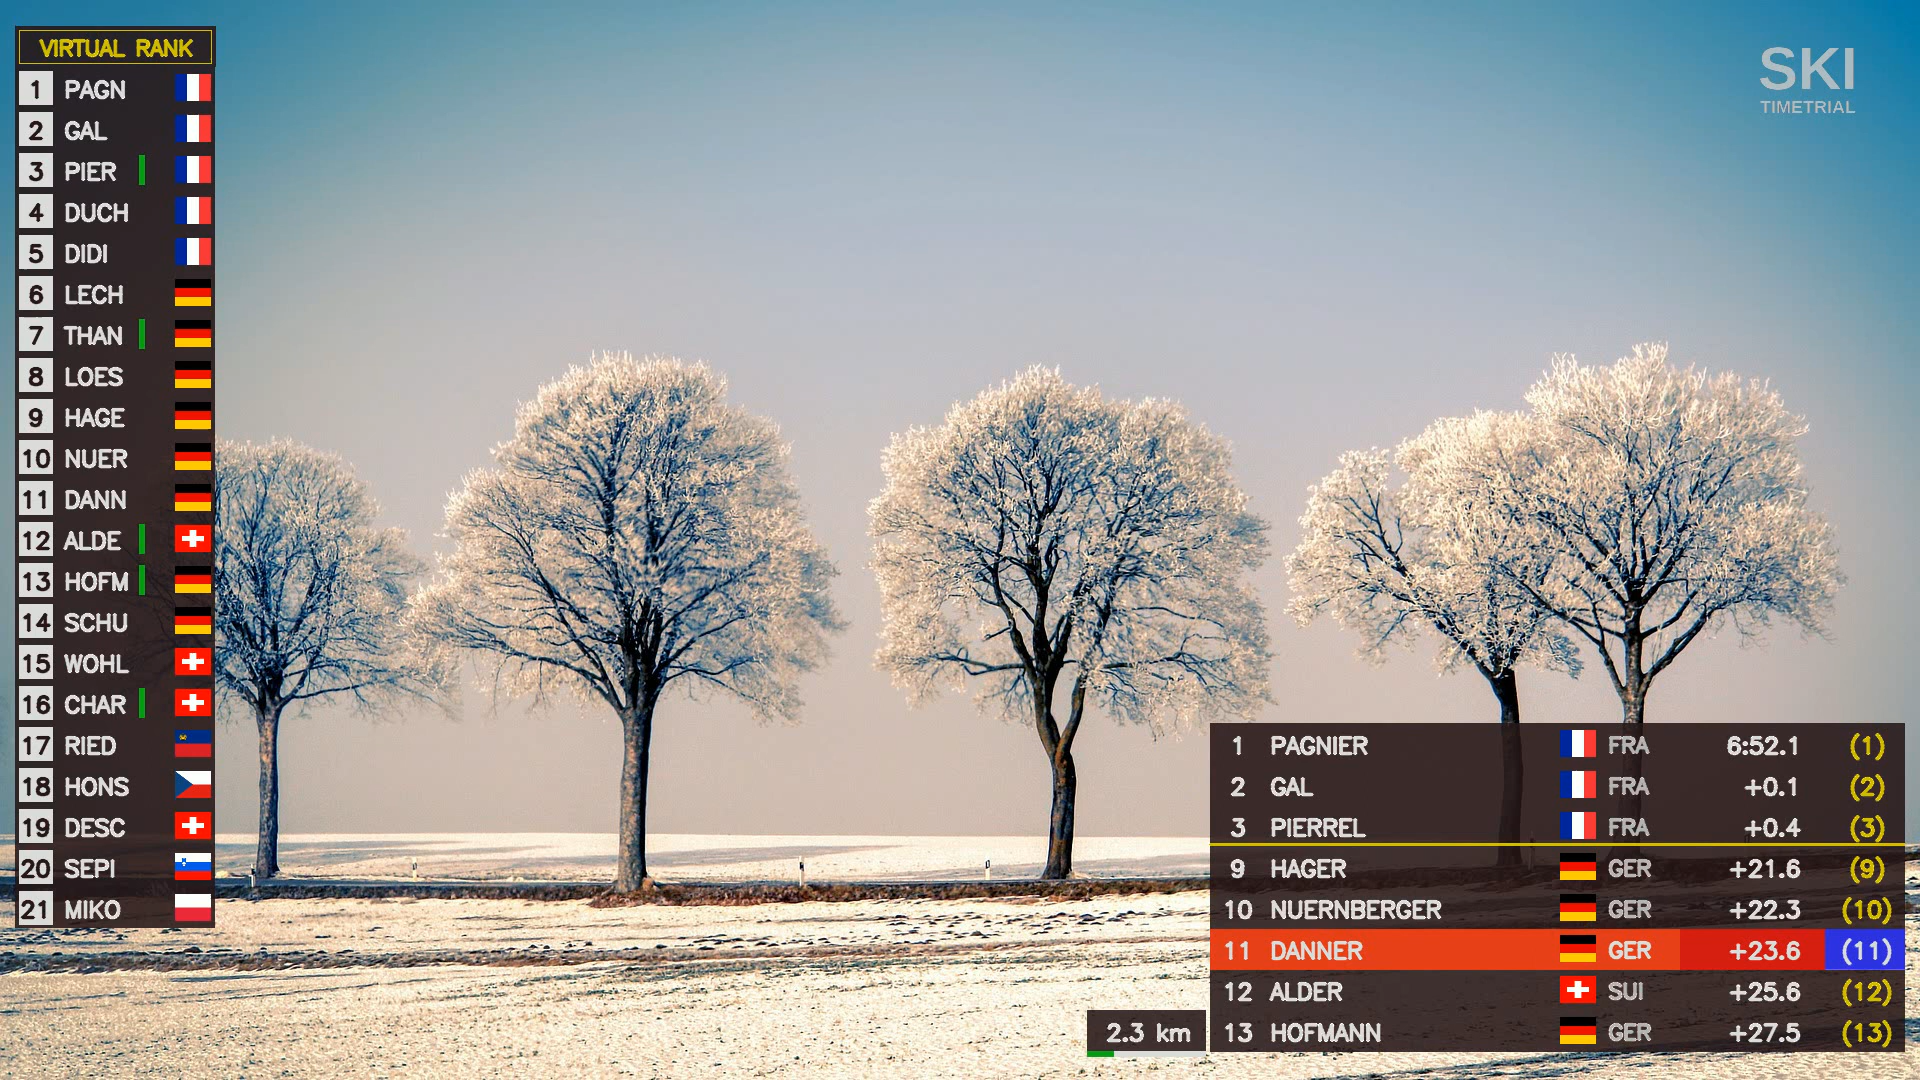 VIRTUAL RANK
1 PAGN
2 GAL
3 PIER
4 DUCH
5 DIDI
6 LECH
7 THAN
8 LOES
9 HAGE
10 NUER
11 DANN
12 ALDE
13 HOFM
14 SCHU
15 WOHL
16 CHAR
17 RIED
18 HONS
19 DESC
20 SEPI
21 MIKO
SKI
TIMETRIAL
1 PAGNIER FRA 6:52.1 (1)
2 GAL FRA +0.1 (2)
3 PIERREL FRA +0.4 (3)
9 HAGER GER +21.6 (9)
10 NUERNBERGER GER +22.3 (10)
11 DANNER GER +23.6 (11)
12 ALDER SUI +25.6 (12)
13 HOFMANN GER +27.5 (13)
2.3 km